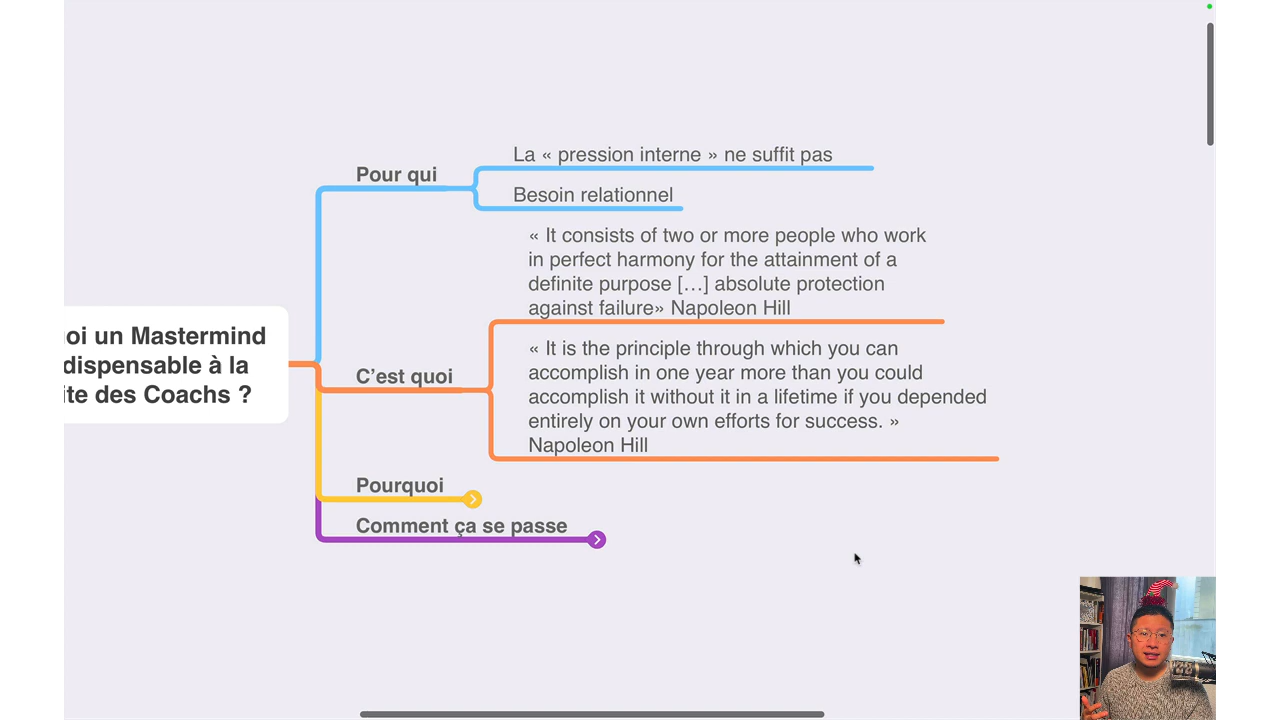 oi un Mastermind
dispensable à la
ite des Coachs ?
Pour qui
La « pression interne » ne suffit pas
Besoin relationnel
C’est quoi
« It consists of two or more people who work
in perfect harmony for the attainment of a
definite purpose […] absolute protection
against failure» Napoleon Hill
« It is the principle through which you can
accomplish in one year more than you could
accomplish it without it in a lifetime if you depended
entirely on your own efforts for success. »
Napoleon Hill
Pourquoi
Comment ça se passe